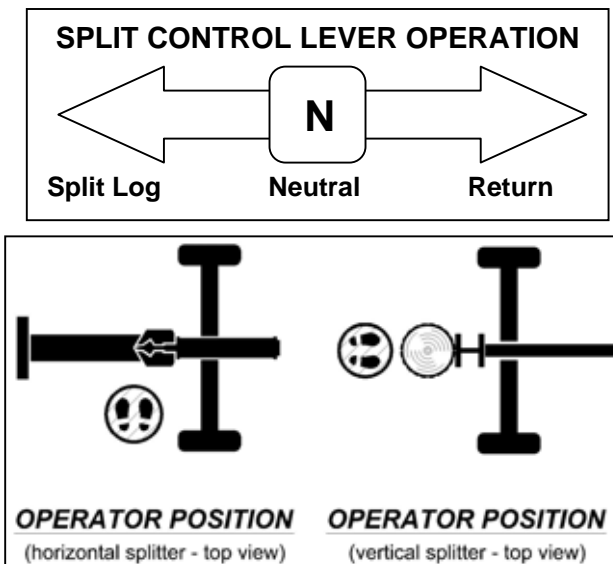 SPLIT CONTROL LEVER OPERATION
N
Split Log Neutral Return
OPERATOR POSITION OPERATOR POSITION
(horizontal splitter - top view) (vertical splitter - top view)